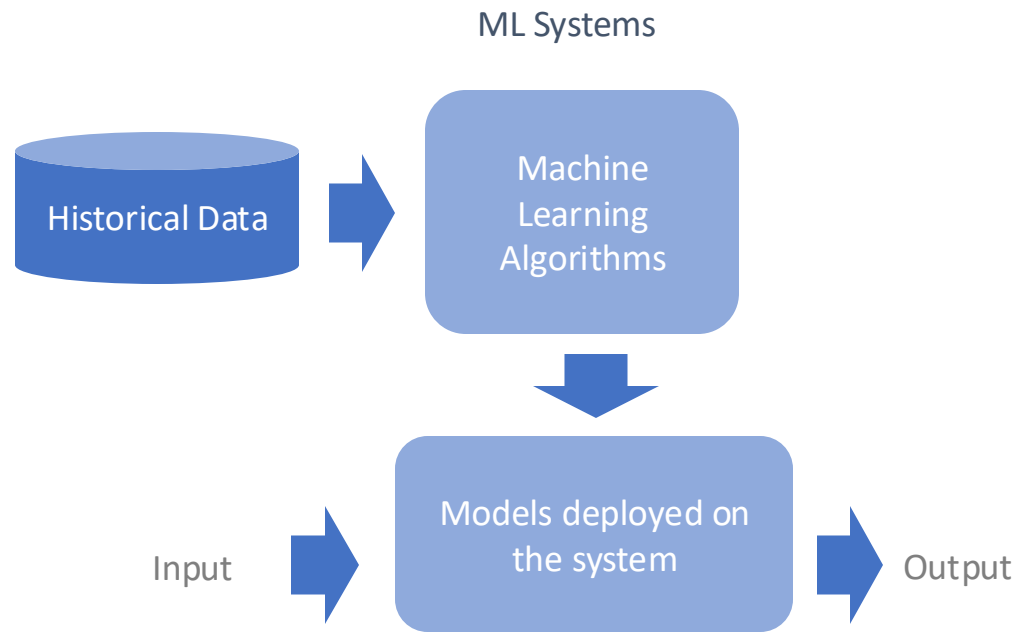 ML Systems
Historical Data
Machine
Learning
Algorithms
Models deployed on
the system
Input
Output